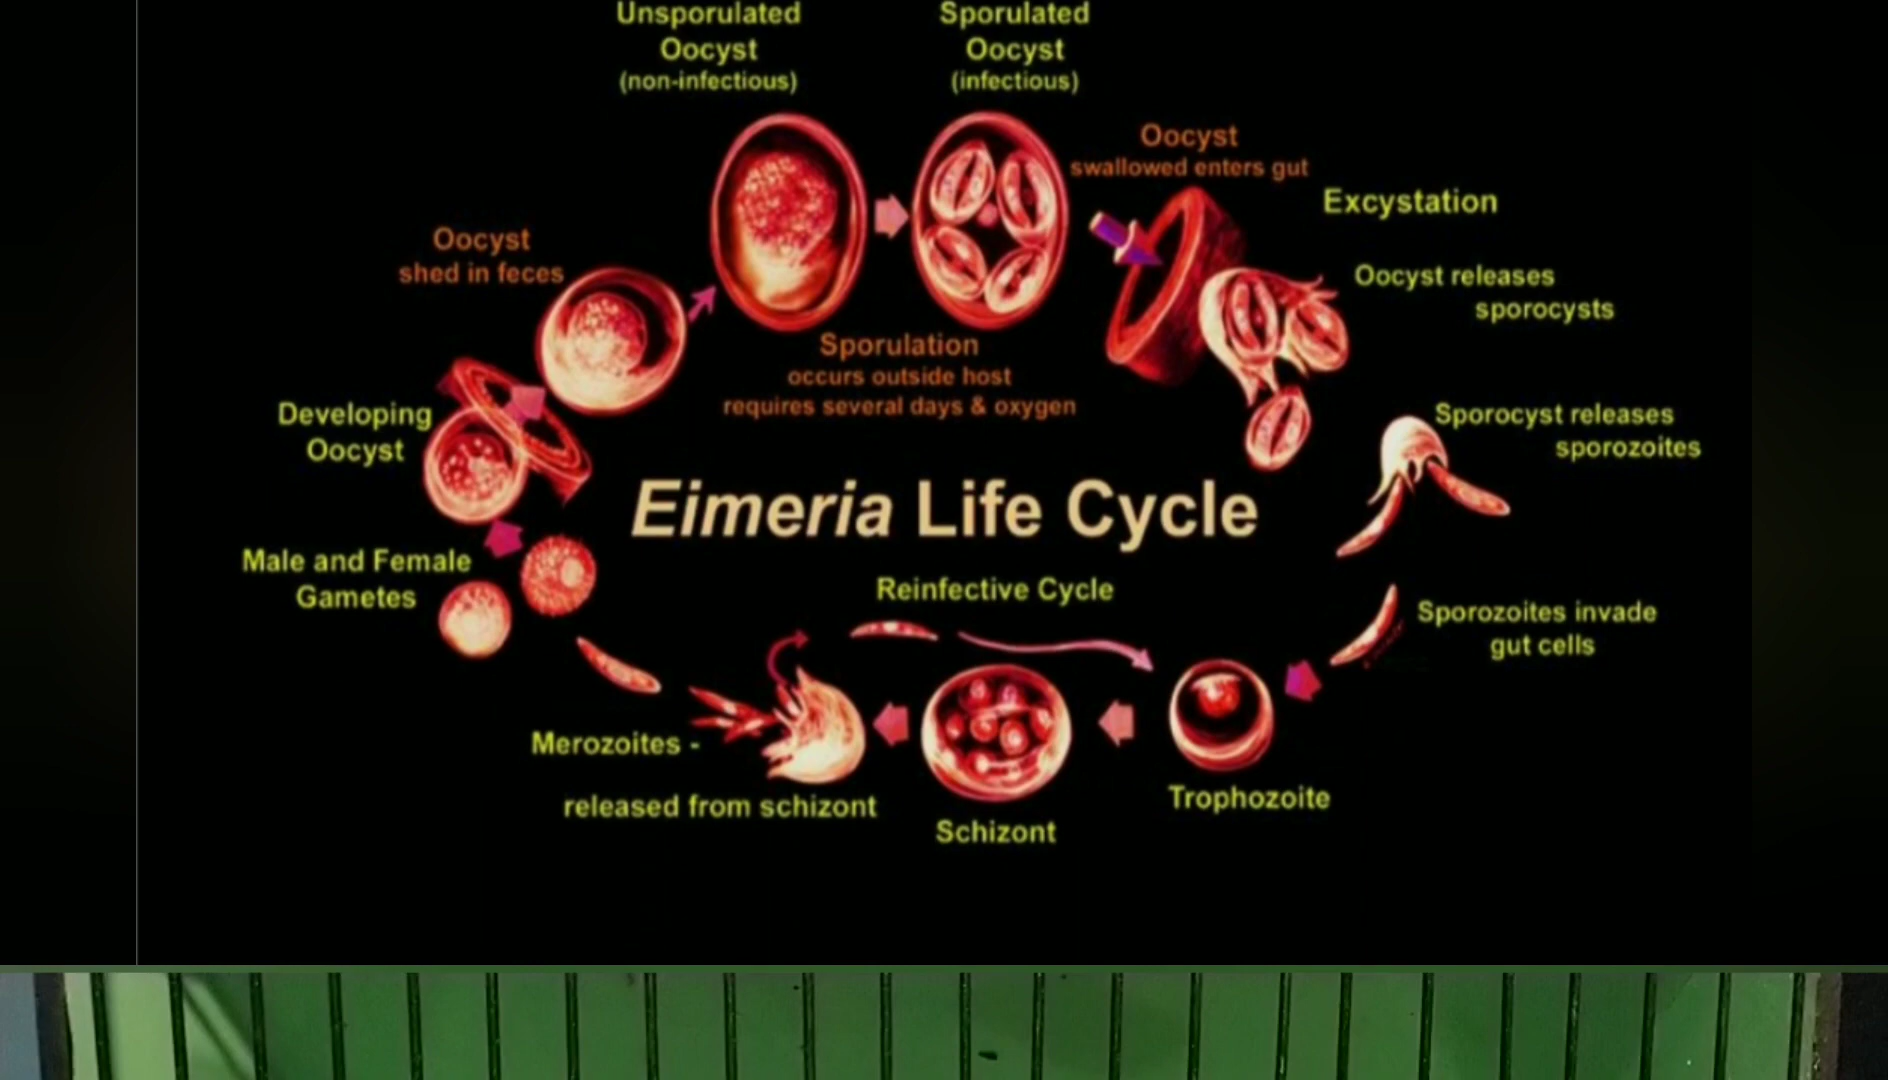 Unsporulated
Oocyst
(non-infectious)
Sporulated
Oocyst
(infectious)
Oocyst
swallowed enters gut
Excystation
Oocyst releases
sporocysts
Oocyst
shed in feces
Sporulation
occurs outside host
requires several days & oxygen
Developing
Oocyst
Sporocyst releases
sporozoites
Eimeria Life Cycle
Male and Female
Gametes
Reinfective Cycle
Sporozoites invade
gut cells
Merozoites -
released from schizont
Schizont
Trophozoite